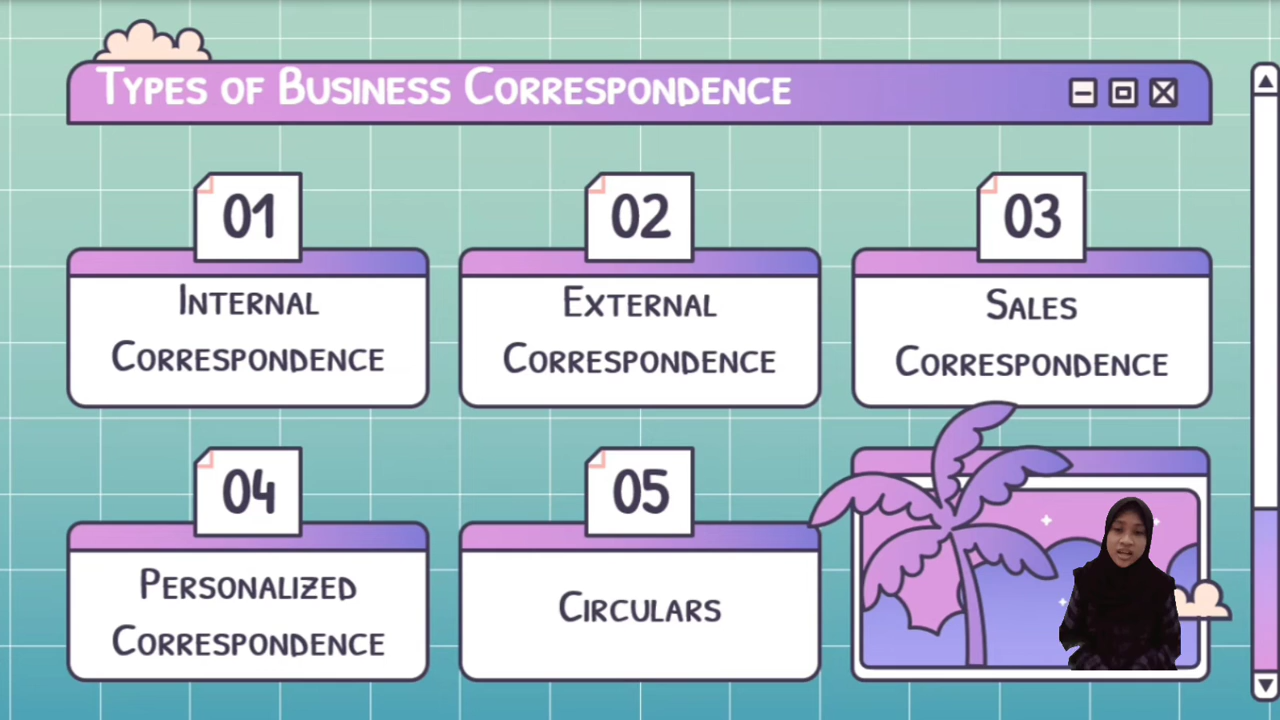 Types of Business Correspondence
01
Internal
Correspondence
02
External
Correspondence
03
Sales
Correspondence
04
Personalized
Correspondence
05
Circulars